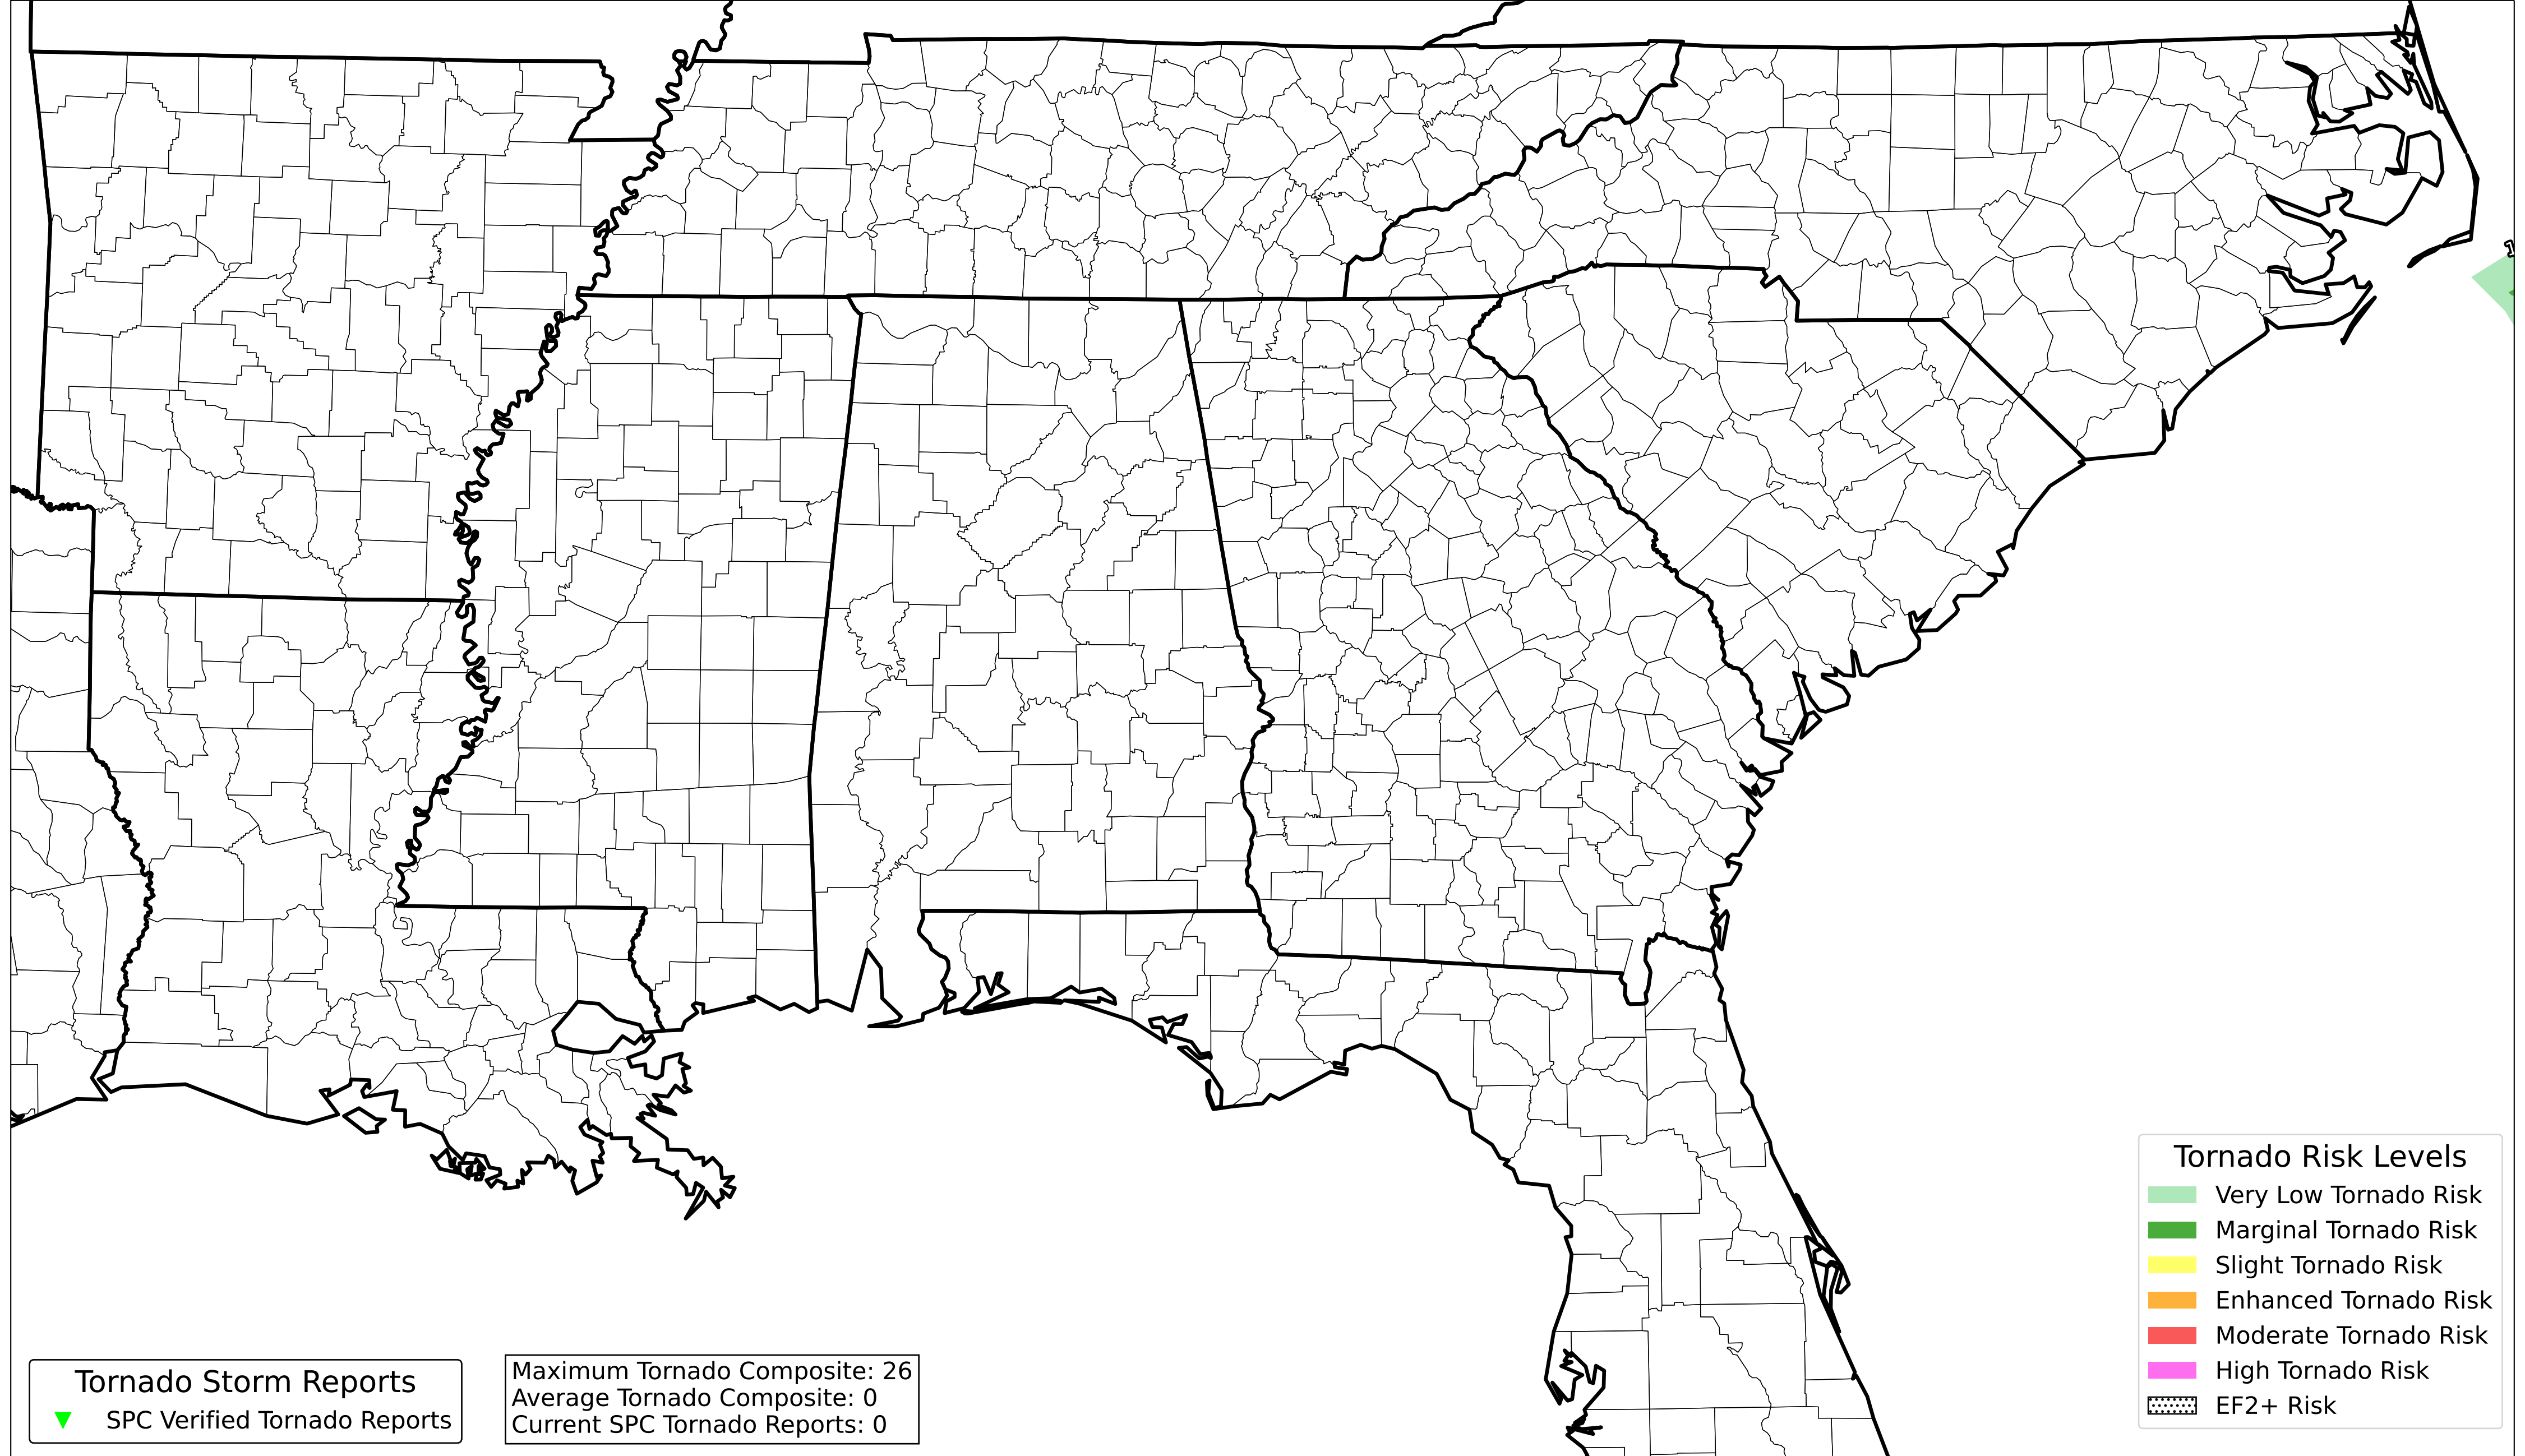 Tornado Storm Reports
SPC Verified Tornado Reports
Maximum Tornado Composite: 26
Average Tornado Composite: 0
Current SPC Tornado Reports: 0
Tornado Risk Levels
Very Low Tornado Risk
Marginal Tornado Risk
Slight Tornado Risk
Enhanced Tornado Risk
Moderate Tornado Risk
High Tornado Risk
EF2+ Risk